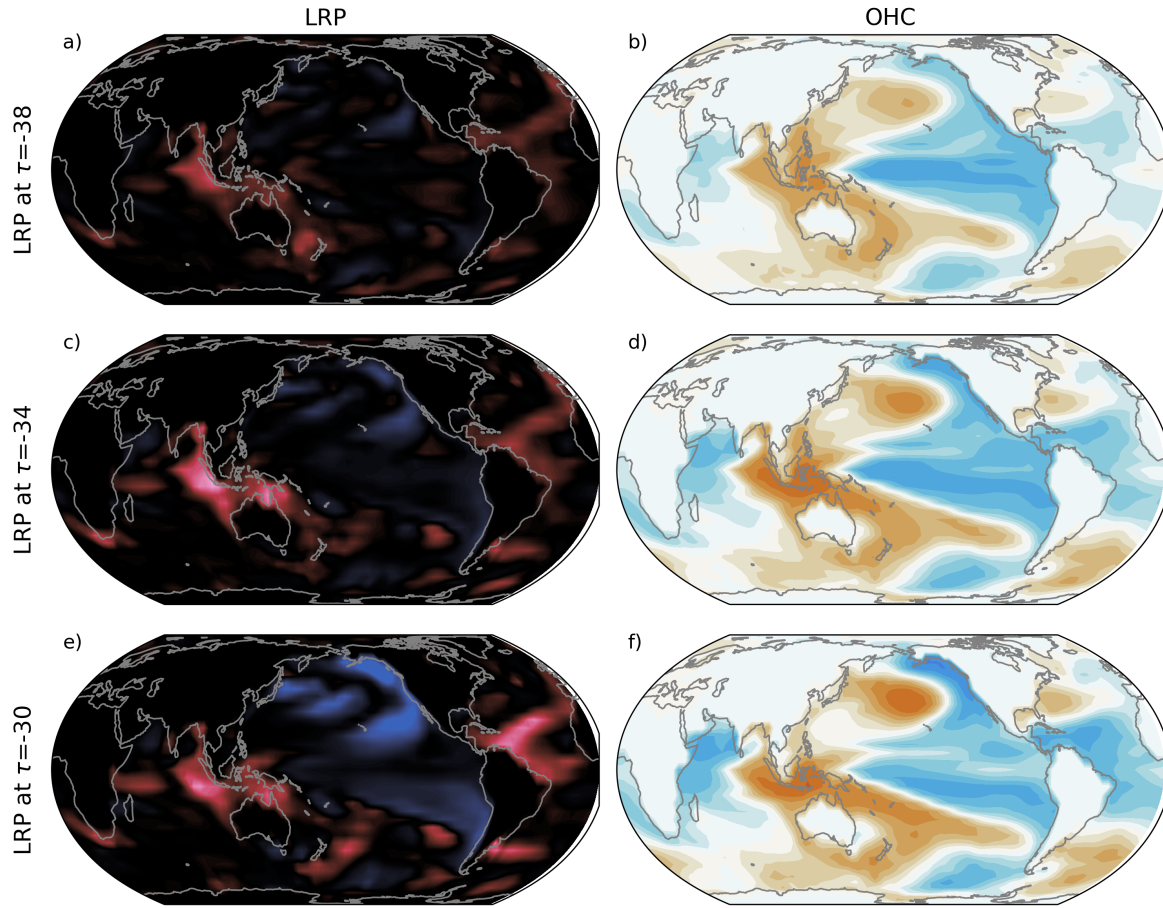 LRP
OHC
a)
b)
LRP at τ=-38
c)
d)
LRP at τ=-34
e)
f)
LRP at τ=-30